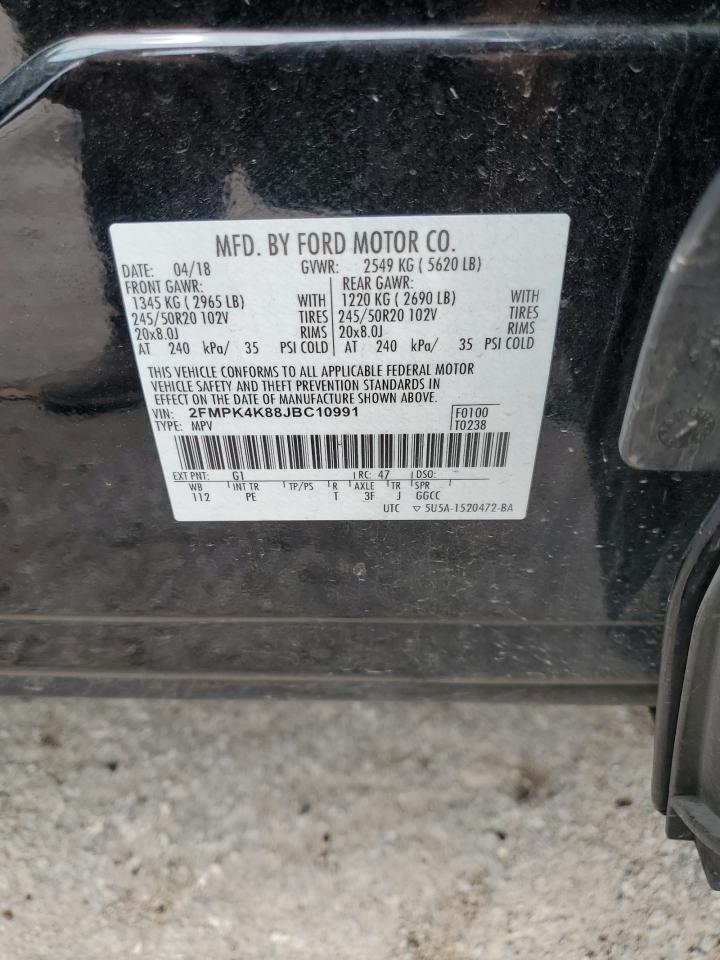 MFD. BY FORD MOTOR CO.
DATE: 04/18 GVWR: 2549 KG ( 5620 LB)
FRONT GAWR: REAR GAWR:
1345 KG ( 2965 LB) WITH 1220 KG ( 2690 LB) WITH
245/50R20 102V TIRES 245/50R20 102V TIRES
20x8.0J RIMS 20x8.0J RIMS
AT 240 kPa/ 35 PSI COLD AT 240 kPa/ 35 PSI COLD
THIS VEHICLE CONFORMS TO ALL APPLICABLE FEDERAL MOTOR
VEHICLE SAFETY AND THEFT PREVENTION STANDARDS IN
EFFECT ON THE DATE OF MANUFACTURE SHOWN ABOVE.
VIN: 2FMPK4K88JBC10991 F0100
TYPE: MPV T0238
EXT PNT: G1 RC: 47 DSO:
WB INT TR TP/PS R AXLE TR SPR
112 PE T 3F J GGCC
UTC ▽ 5U5A-1520472-BA